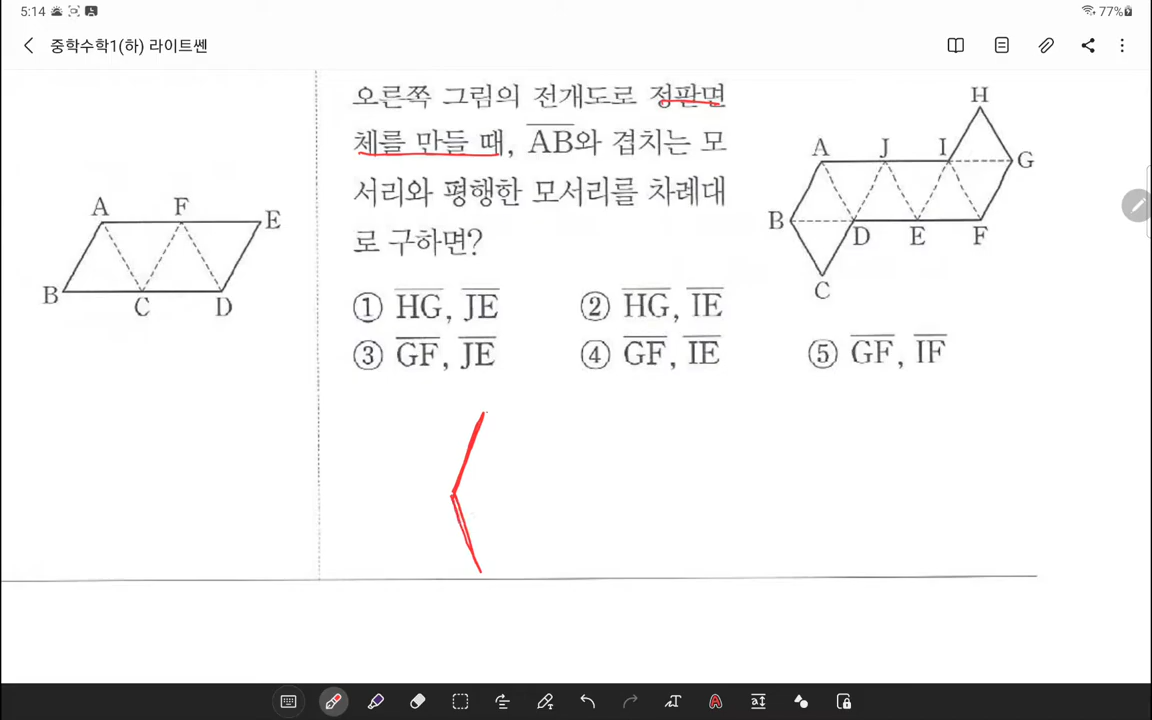 5:14
77%
중학수학1(하) 라이트쎈
오른쪽 그림의 전개도로 정팔면
체를 만들 때, AB와 겹치는 모
서리와 평행한 모서리를 차례대
로 구하면?
① HG, JE
② HG, IE
③ GF, JE
④ GF, IE
⑤ GF, IF
A F E
B C D
H
A J I G
B D E F
C